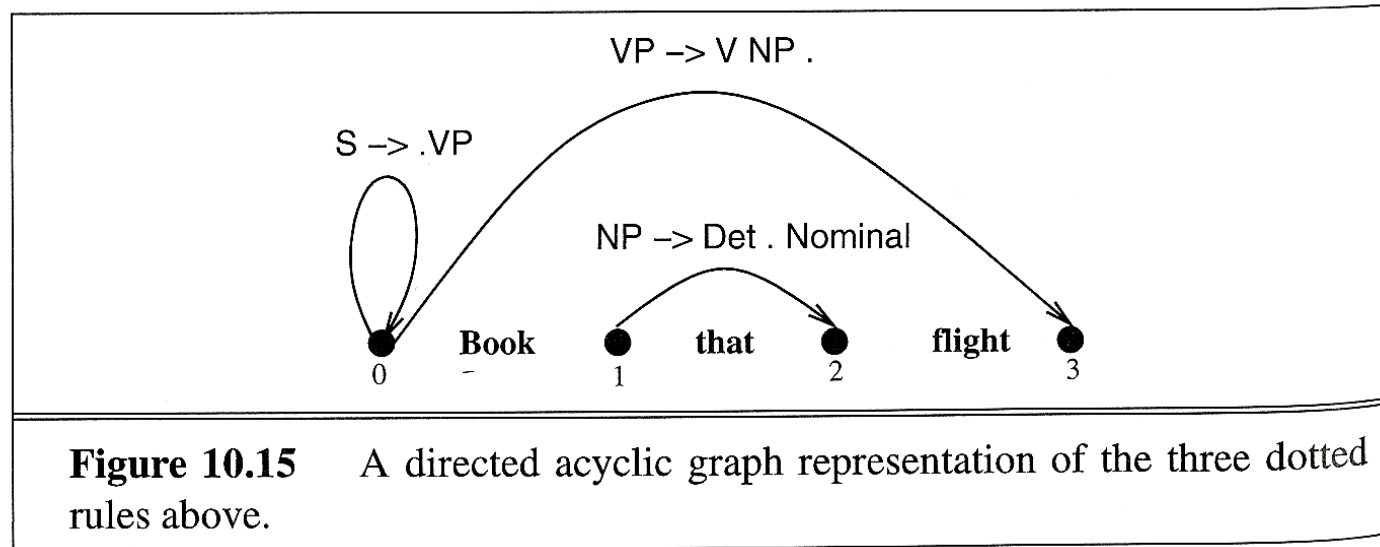 VP –> V NP .
S –> .VP
NP –> Det . Nominal
Book that flight
0 1 2 3
Figure 10.15 A directed acyclic graph representation of the three dotted
rules above.